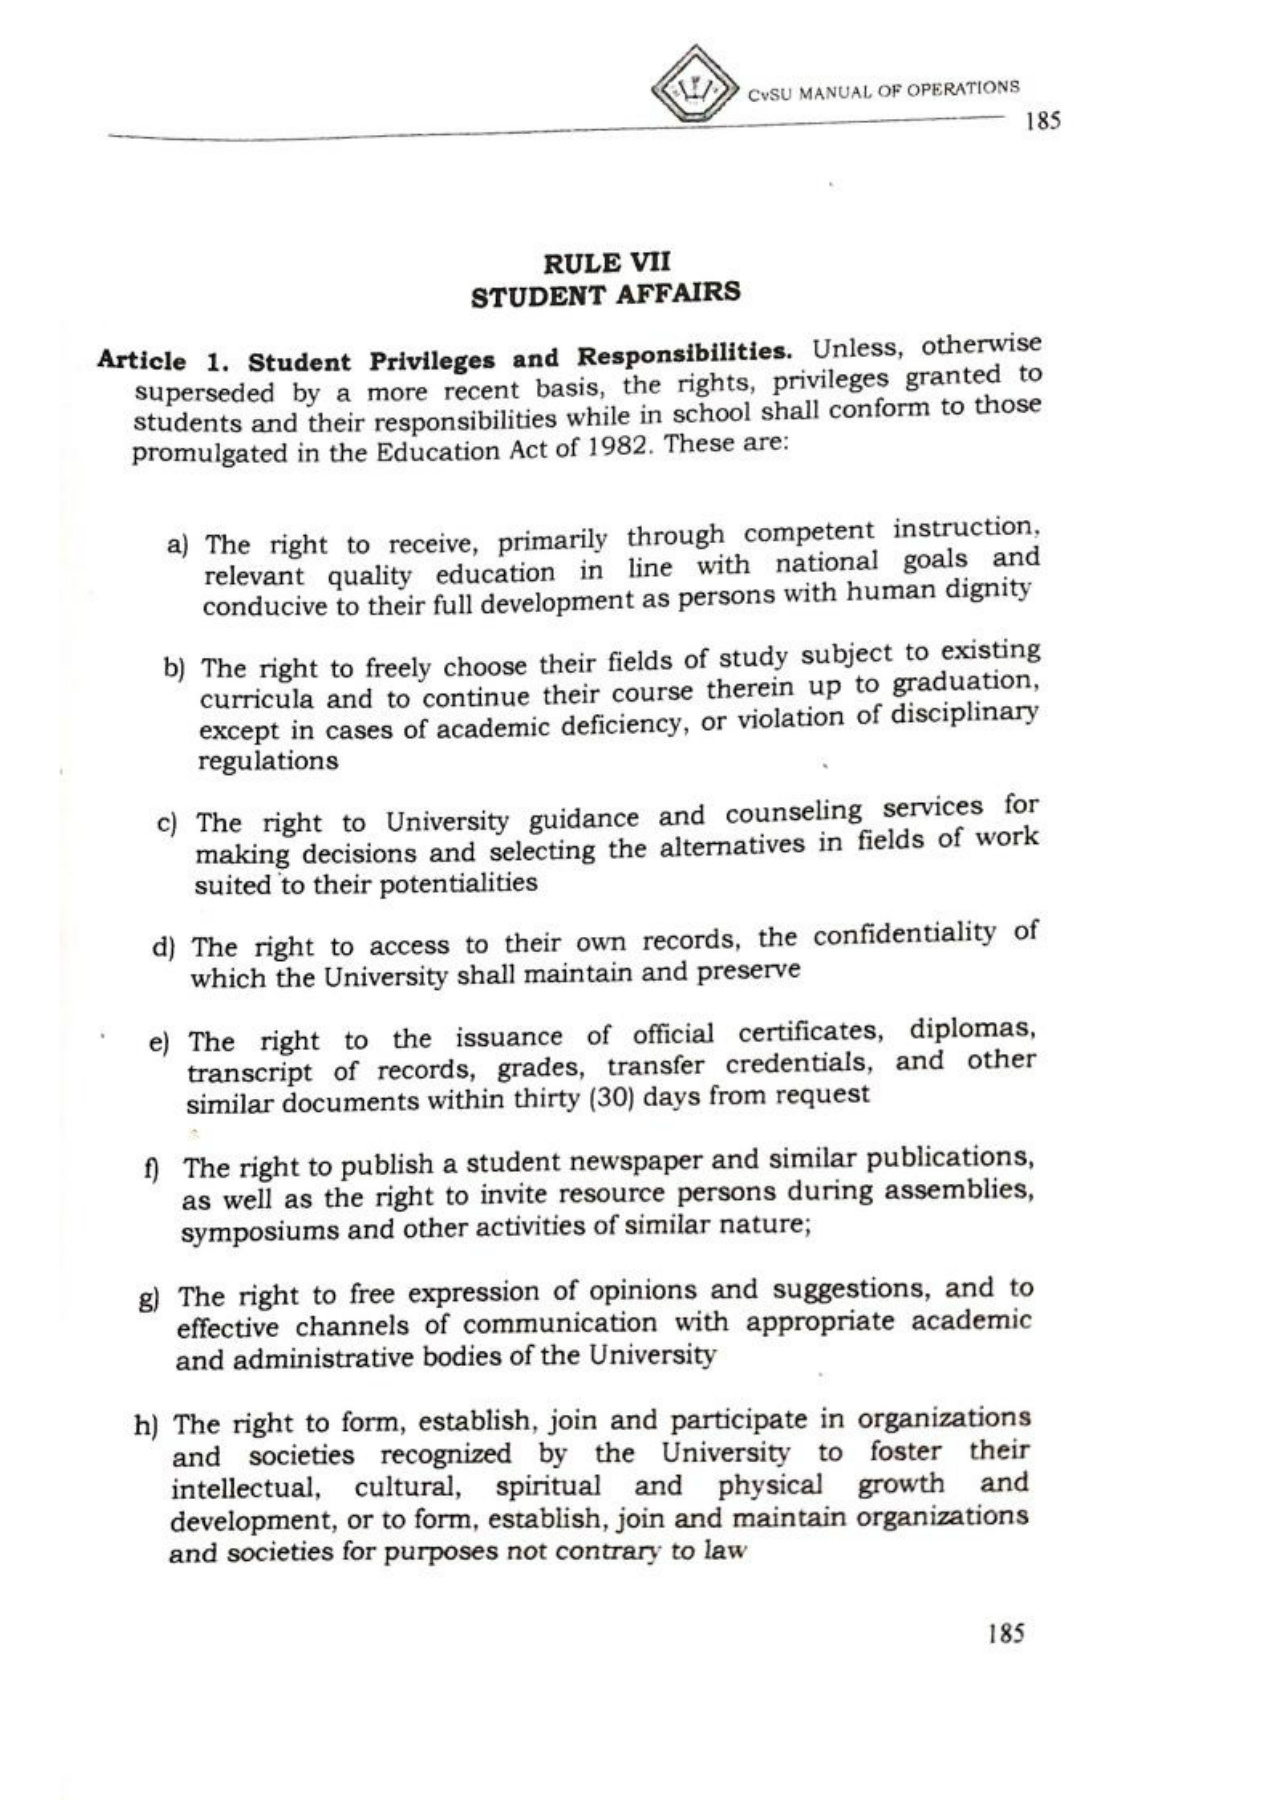 CvSU MANUAL OF OPERATIONS
185
RULE VII
STUDENT AFFAIRS
Article 1. Student Privileges and Responsibilities. Unless, otherwise
superseded by a more recent basis, the rights, privileges granted to
students and their responsibilities while in school shall conform to those
promulgated in the Education Act of 1982. These are:
a) The right to receive, primarily through competent instruction,
relevant quality education in line with national goals and
conducive to their full development as persons with human dignity
b) The right to freely choose their fields of study subject to existing
curricula and to continue their course therein up to graduation,
except in cases of academic deficiency, or violation of disciplinary
regulations
c) The right to University guidance and counseling services for
making decisions and selecting the alternatives in fields of work
suited to their potentialities
d) The right to access to their own records, the confidentiality of
which the University shall maintain and preserve
e) The right to the issuance of official certificates, diplomas,
transcript of records, grades, transfer credentials, and other
similar documents within thirty (30) days from request
f) The right to publish a student newspaper and similar publications,
as well as the right to invite resource persons during assemblies,
symposiums and other activities of similar nature;
g) The right to free expression of opinions and suggestions, and to
effective channels of communication with appropriate academic
and administrative bodies of the University
h) The right to form, establish, join and participate in organizations
and societies recognized by the University to foster their
intellectual, cultural, spiritual and physical growth and
development, or to form, establish, join and maintain organizations
and societies for purposes not contrary to law
185